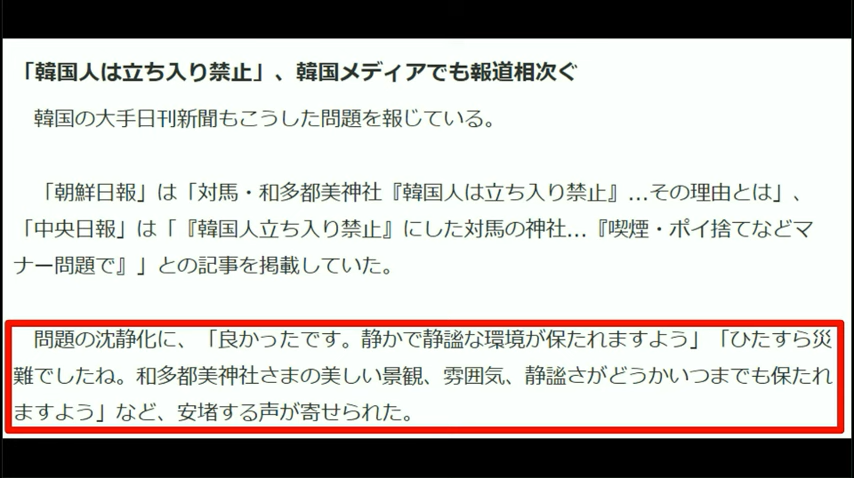 「韓国人は立ち入り禁止」、韓国メディアでも報道相次ぐ
韓国の大手日刊新聞もこうした問題を報じている。
「朝鮮日報」は「対馬・和多都美神社『韓国人は立ち入り禁止』…その理由とは」、
「中央日報」は「『韓国人立ち入り禁止』にした対馬の神社…『喫煙・ポイ捨てなどマ
ナー問題で』」との記事を掲載していた。
問題の沈静化に、「良かったです。静かで静謐な環境が保たれますよう」「ひたすら災
難でしたね。和多都美神社さまの美しい景観、雰囲気、静謐さがどうかいつまでも保たれ
ますよう」など、安堵する声が寄せられた。